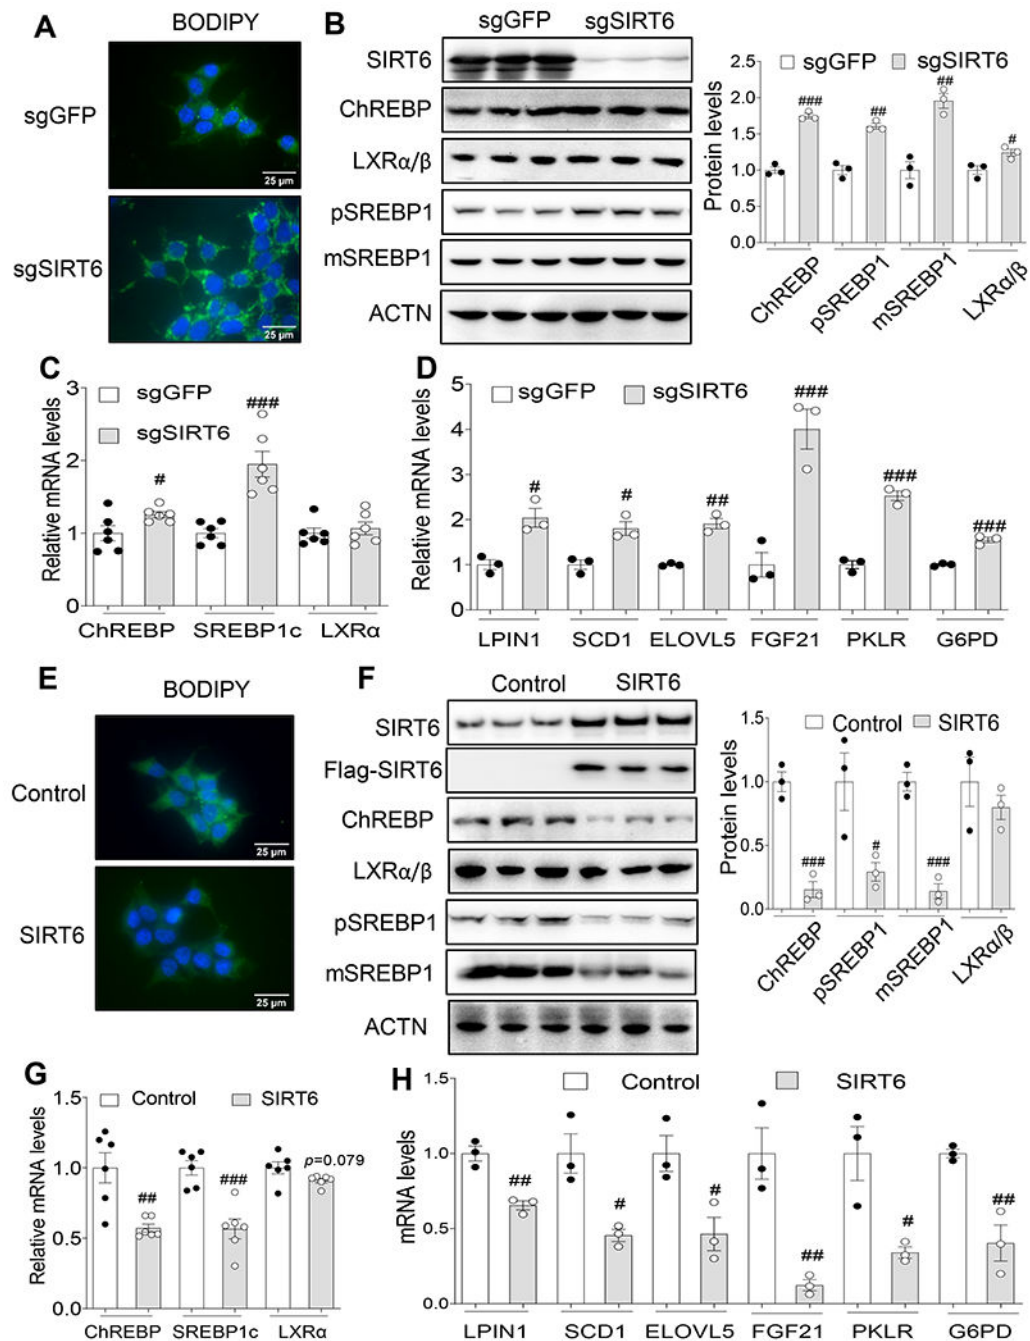 A
BODIPY
sgGFP
25 µm
sgSIRT6
25 µm
B
sgGFP sgSIRT6
SIRT6
ChREBP
LXRα/β
pSREBP1
mSREBP1
ACTN
Protein levels
2.5
2.0
1.5
1.0
0.5
0.0
sgGFP sgSIRT6
###
##
##
#
ChREBP
pSREBP1
mSREBP1
LXRα/β
C
Relative mRNA levels
3
2
1
0
sgGFP
sgSIRT6
#
###
ChREBP SREBP1c LXRα
D
Relative mRNA levels
5
4
3
2
1
0
sgGFP sgSIRT6
#
#
##
###
###
###
LPIN1 SCD1 ELOVL5 FGF21 PKLR G6PD
E
BODIPY
Control
25 µm
SIRT6
25 µm
F
Control SIRT6
SIRT6
Flag-SIRT6
ChREBP
LXRα/β
pSREBP1
mSREBP1
ACTN
Protein levels
1.5
1.0
0.5
0.0
Control SIRT6
###
#
###
ChREBP
pSREBP1
mSREBP1
LXRα/β
G
Relative mRNA levels
1.5
1.0
0.5
0.0
Control SIRT6
##
###
p=0.079
ChREBP SREBP1c LXRα
H
mRNA levels
1.5
1.0
0.5
0.0
Control SIRT6
##
#
#
##
#
##
LPIN1 SCD1 ELOVL5 FGF21 PKLR G6PD